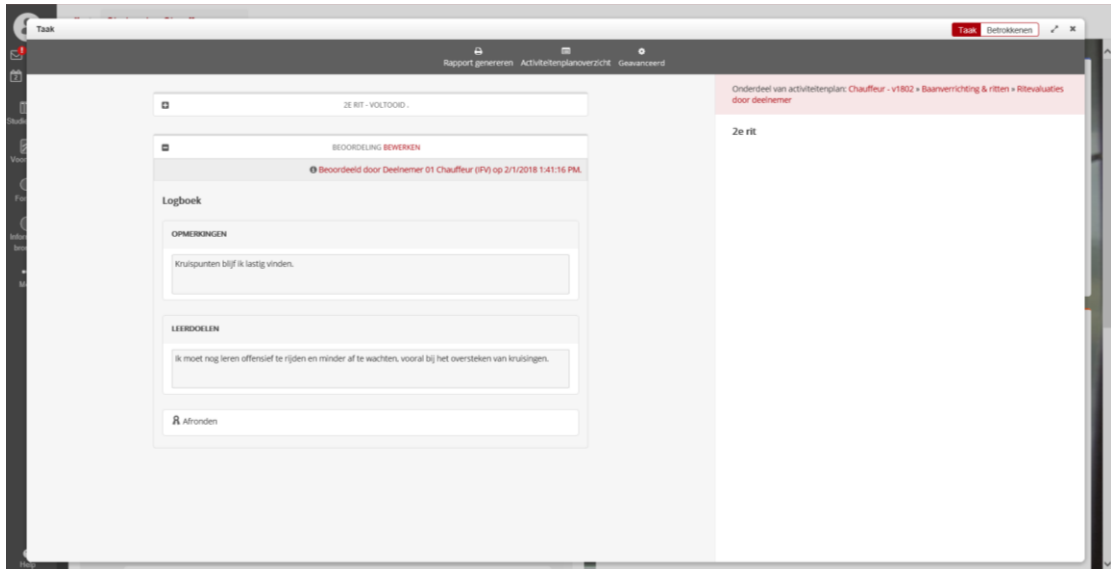 Taak
Taak Betrokkenen
Rapport genereren Activiteitenplanoverzicht Geavanceerd
2E RIT - VOLTOOID .
BEOORDELING BEWERKEN
Beoordeeld door Deelnemer 01 Chauffeur (IFV) op 2/1/2018 1:41:16 PM.
Logboek
OPMERKINGEN
Kruispunten blijf ik lastig vinden.
LEERDOELEN
Ik moet nog leren offensief te rijden en minder af te wachten, vooral bij het oversteken van kruisingen.
Afronden
Onderdeel van activiteitenplan: Chauffeur - v1802 » Baanverrichting & ritten » Ritevaluaties
door deelnemer
2e rit
Help